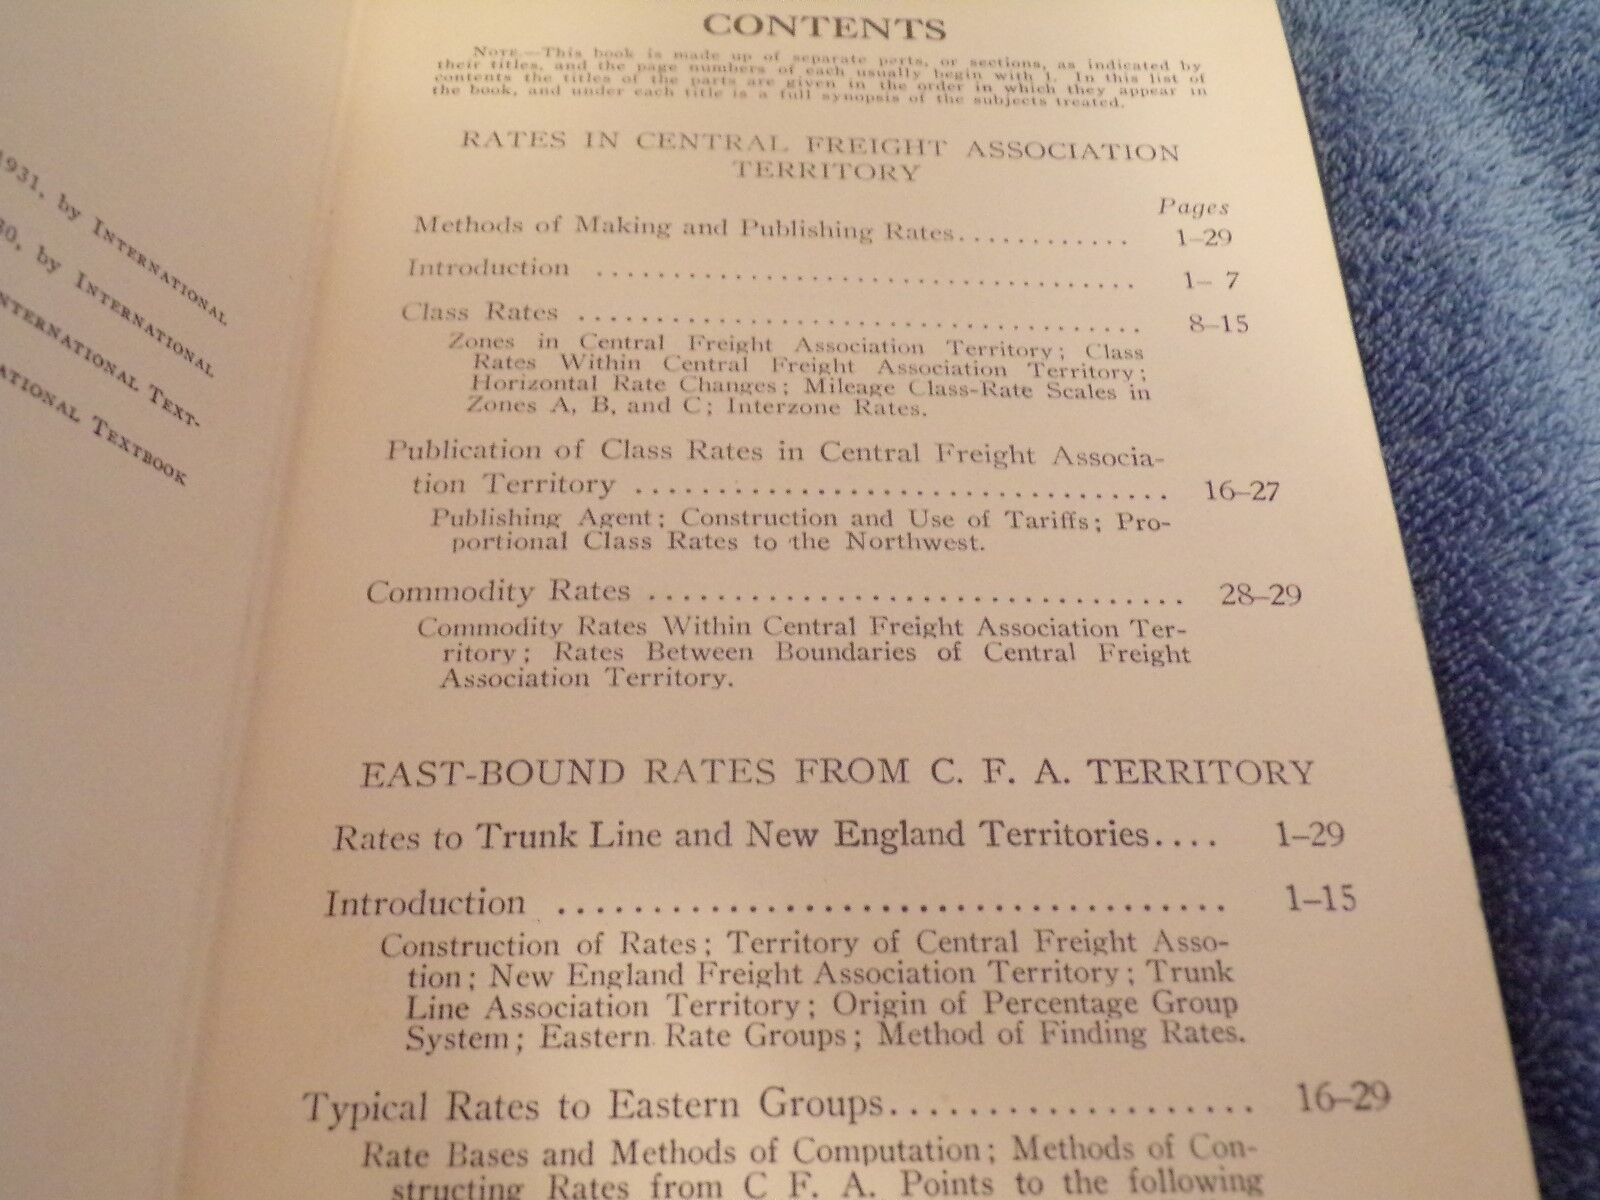 1931, by INTERNATIONAL
30, by INTERNATIONAL
INTERNATIONAL TEXT-
ATIONAL TEXTBOOK
CONTENTS
NOTE.—This book is made up of separate parts, or sections, as indicated by
their titles, and the page numbers of each usually begin with 1. In this list of
contents the titles of the parts are given in the order in which they appear in
the book, and under each title is a full synopsis of the subjects treated.
RATES IN CENTRAL FREIGHT ASSOCIATION
TERRITORY
Pages
Methods of Making and Publishing Rates............ 1–29
Introduction .................................... 1– 7
Class Rates ..................................... 8–15
Zones in Central Freight Association Territory; Class
Rates Within Central Freight Association Territory;
Horizontal Rate Changes; Mileage Class-Rate Scales in
Zones A, B, and C; Interzone Rates.
Publication of Class Rates in Central Freight Associa-
tion Territory ................................ 16–27
Publishing Agent; Construction and Use of Tariffs; Pro-
portional Class Rates to the Northwest.
Commodity Rates ................................ 28–29
Commodity Rates Within Central Freight Association Ter-
ritory; Rates Between Boundaries of Central Freight
Association Territory.
EAST-BOUND RATES FROM C. F. A. TERRITORY
Rates to Trunk Line and New England Territories.... 1–29
Introduction ................................... 1–15
Construction of Rates; Territory of Central Freight Asso-
tion; New England Freight Association Territory; Trunk
Line Association Territory; Origin of Percentage Group
System; Eastern Rate Groups; Method of Finding Rates.
Typical Rates to Eastern Groups.................... 16–29
Rate Bases and Methods of Computation; Methods of Con-
structing Rates from C. F. A. Points to the following